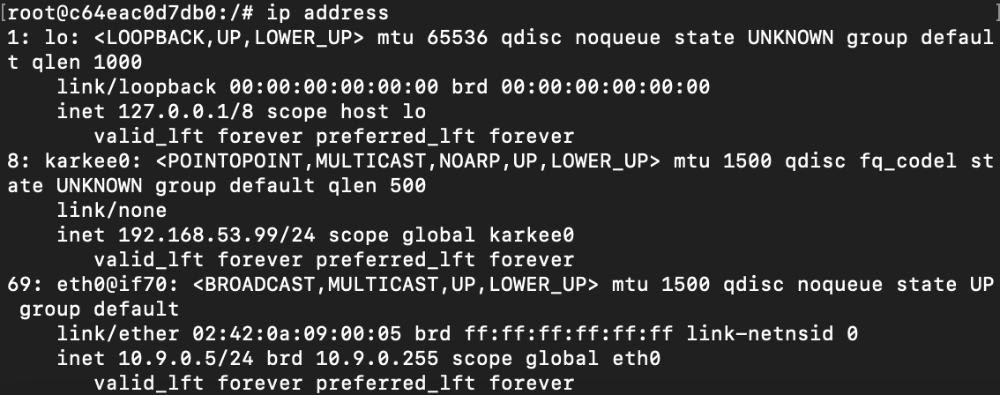 [root@c64eac0d7db0:/# ip address ]
1: lo: <LOOPBACK,UP,LOWER_UP> mtu 65536 qdisc noqueue state UNKNOWN group defaul
t qlen 1000
    link/loopback 00:00:00:00:00:00 brd 00:00:00:00:00:00
    inet 127.0.0.1/8 scope host lo
       valid_lft forever preferred_lft forever
8: karkee0: <POINTOPOINT,MULTICAST,NOARP,UP,LOWER_UP> mtu 1500 qdisc fq_codel st
ate UNKNOWN group default qlen 500
    link/none
    inet 192.168.53.99/24 scope global karkee0
       valid_lft forever preferred_lft forever
69: eth0@if70: <BROADCAST,MULTICAST,UP,LOWER_UP> mtu 1500 qdisc noqueue state UP
 group default
    link/ether 02:42:0a:09:00:05 brd ff:ff:ff:ff:ff:ff link-netnsid 0
    inet 10.9.0.5/24 brd 10.9.0.255 scope global eth0
       valid_lft forever preferred_lft forever